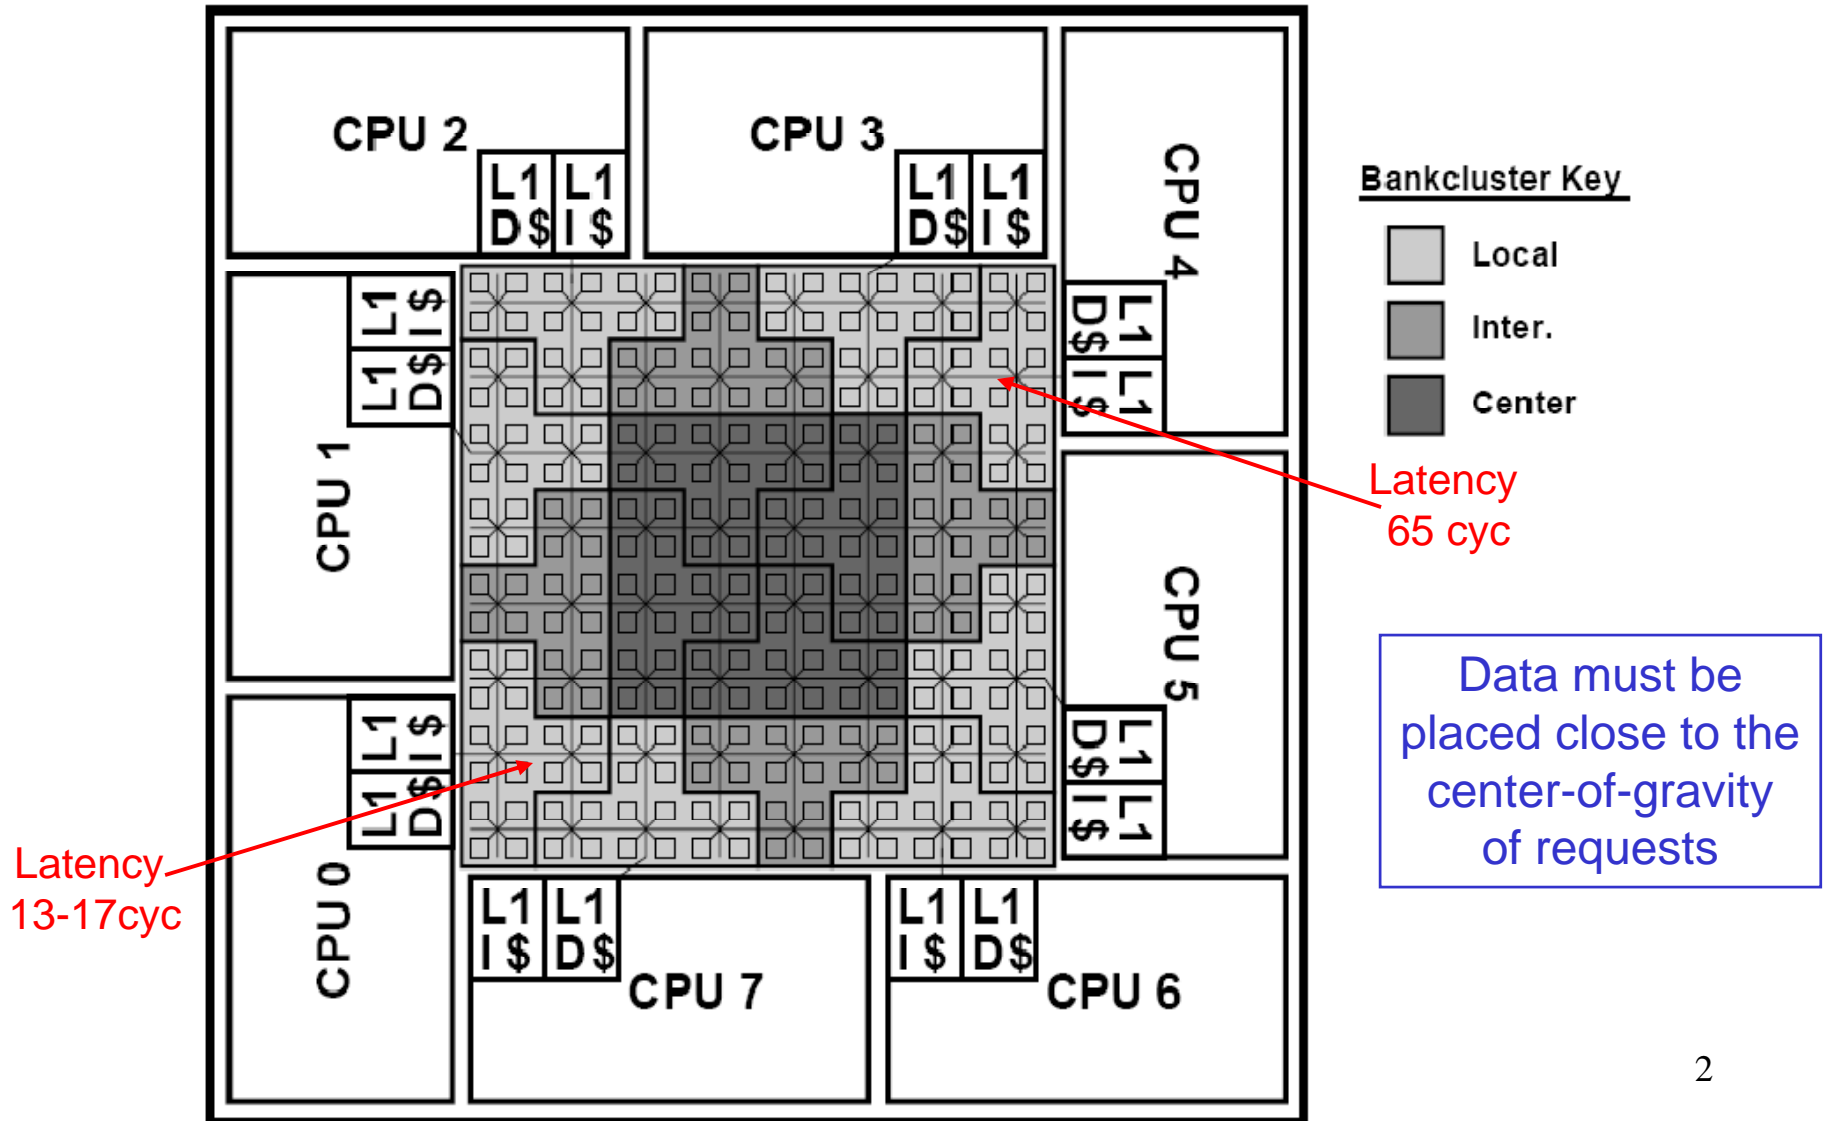 CPU 2
L1 L1
D$ I $
CPU 3
L1 L1
D$ I $
CPU 4
L1
D$
L1
I $
Bankcluster Key
Local
Inter.
Center
CPU 1
L1
I $
L1
D$
Latency
65 cyc
CPU 5
L1
D$
L1
I $
Data must be
placed close to the
center-of-gravity
of requests
CPU 0
L1
I $
L1
D$
Latency
13-17cyc
L1 L1
I $ D$
CPU 7
L1 L1
I $ D$
CPU 6
2